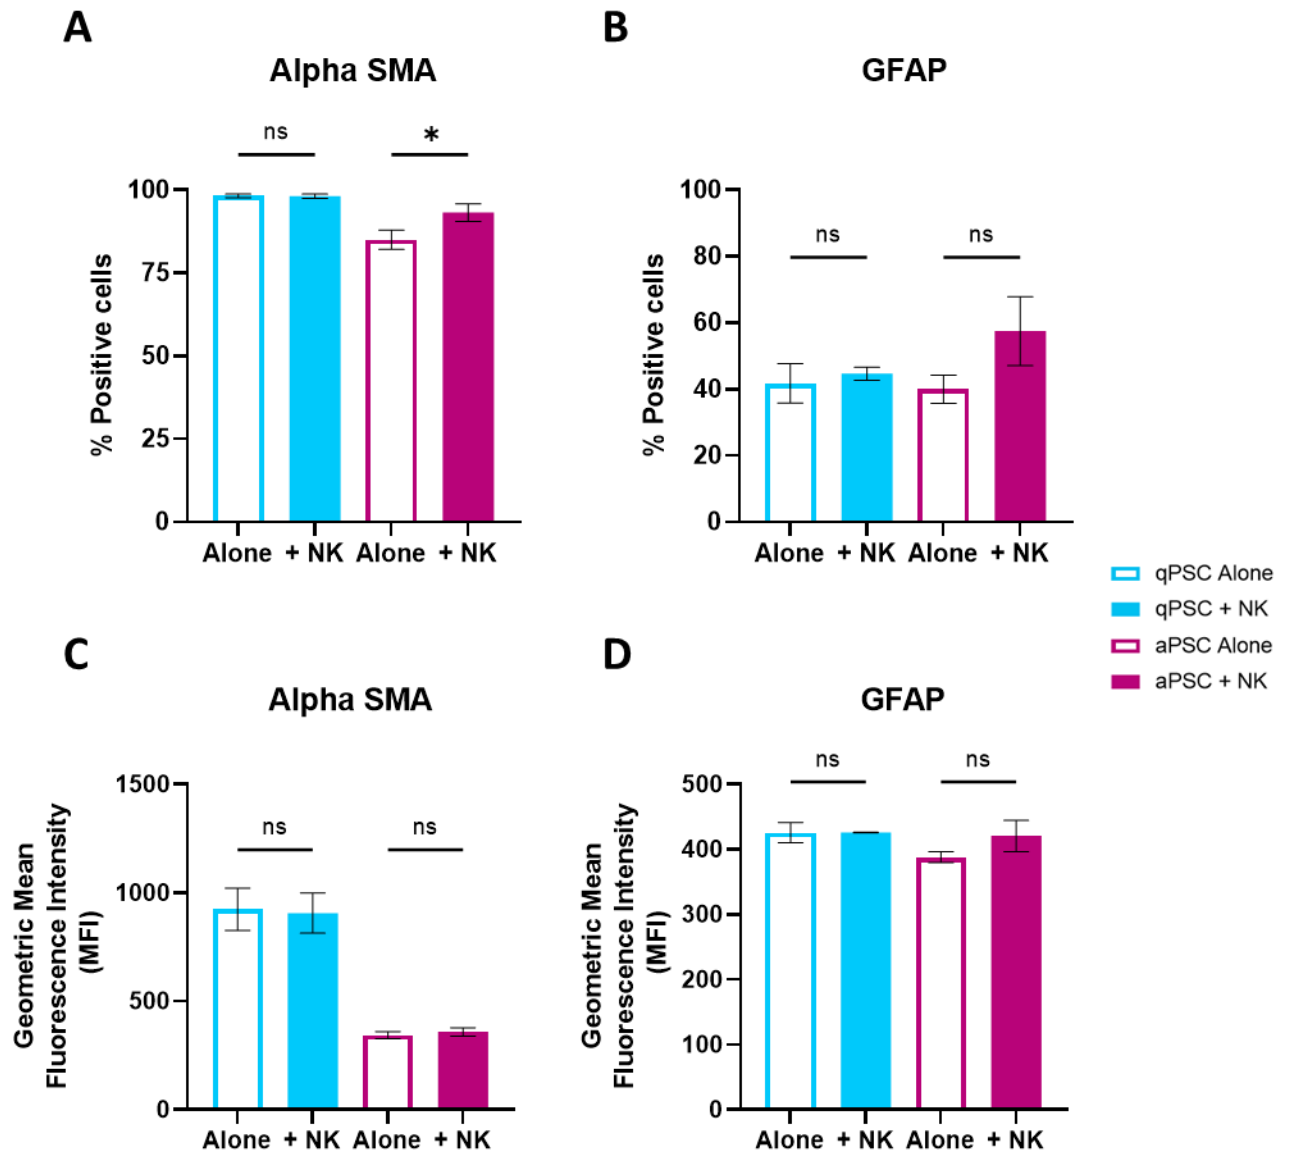 A
Alpha SMA
ns
*
100
75
50
25
0
% Positive cells
Alone + NK Alone + NK
B
GFAP
ns
ns
100
80
60
40
20
0
% Positive cells
Alone + NK Alone + NK
qPSC Alone
qPSC + NK
aPSC Alone
aPSC + NK
C
Alpha SMA
ns
ns
1500
1000
500
0
Geometric Mean
Fluorescence Intensity
(MFI)
Alone + NK Alone + NK
D
GFAP
ns
ns
500
400
300
200
100
0
Geometric Mean
Fluorescence Intensity
(MFI)
Alone + NK Alone + NK